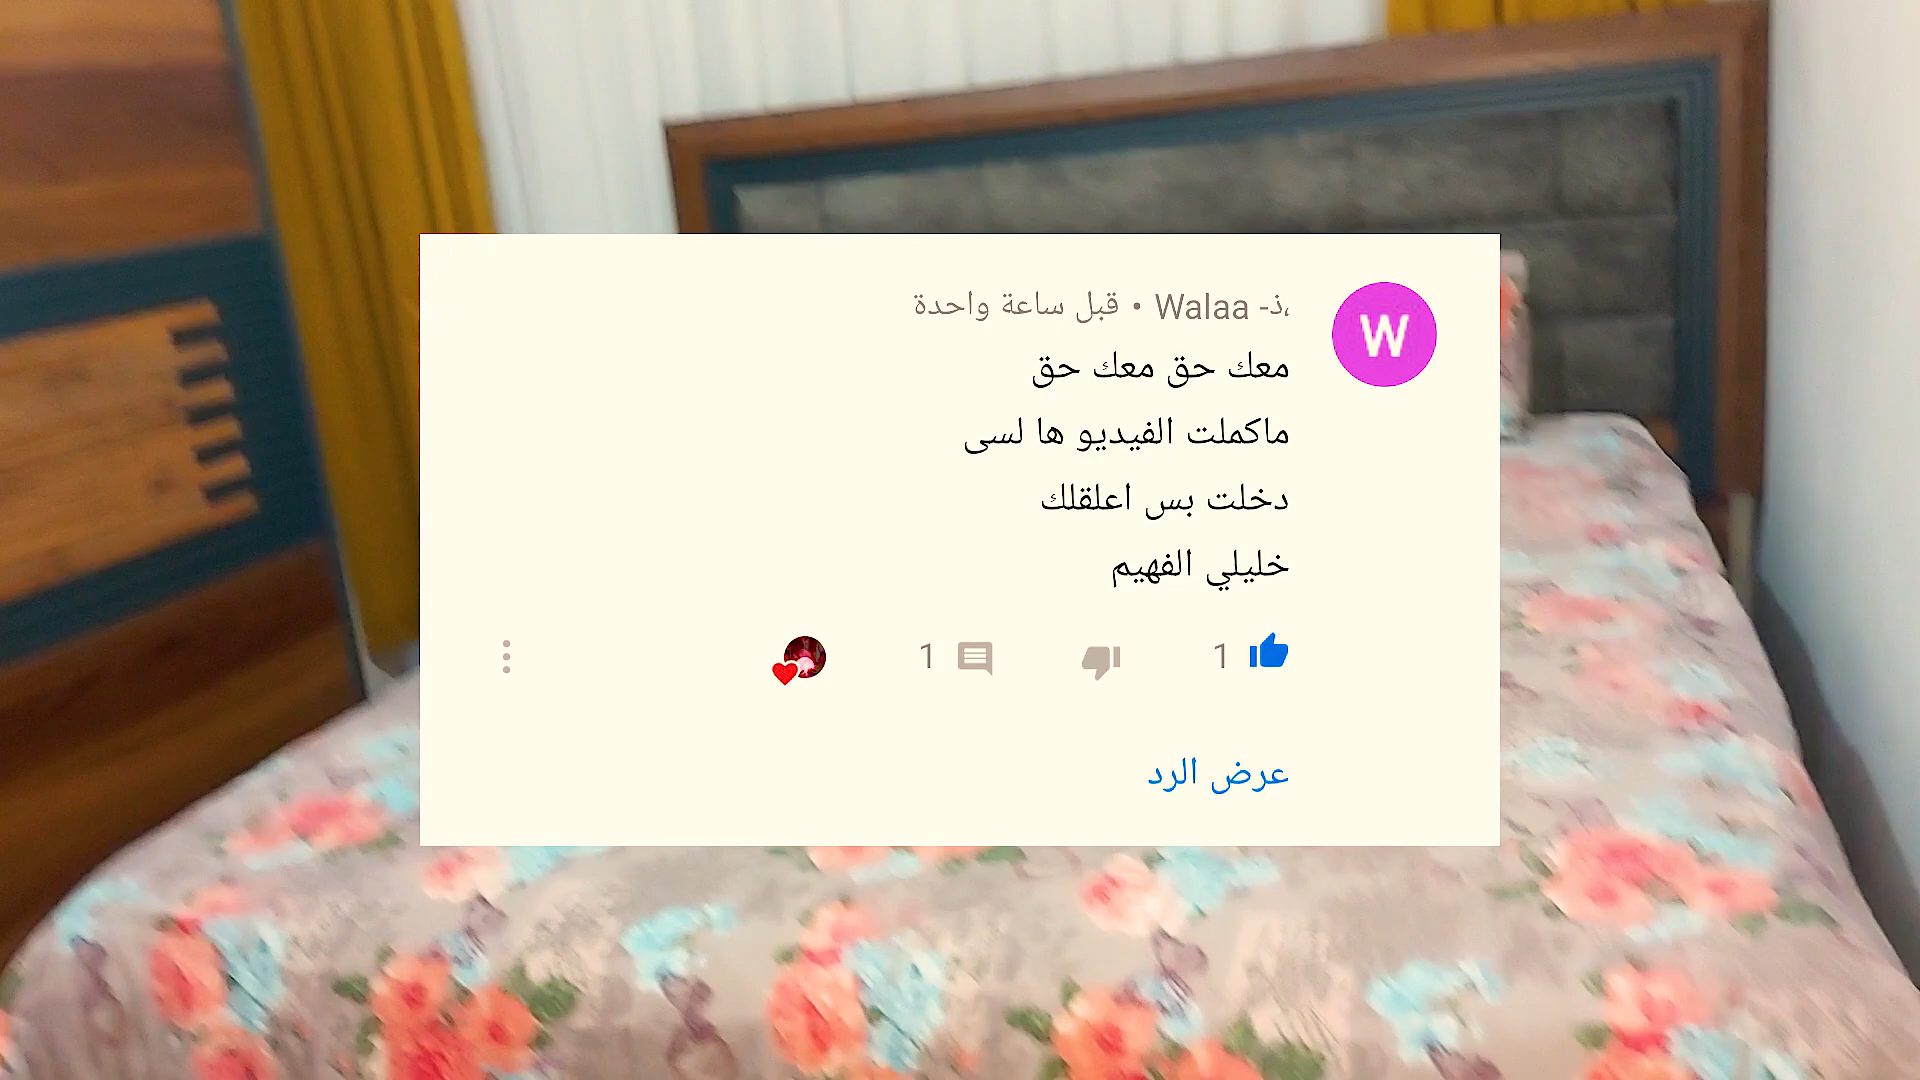 W
Walaa -ذ، • قبل ساعة واحدة
معك حق معك حق
ماكملت الفيديو ها لسى
دخلت بس اعلقلك
خليلي الفهيم
1 1
عرض الرد